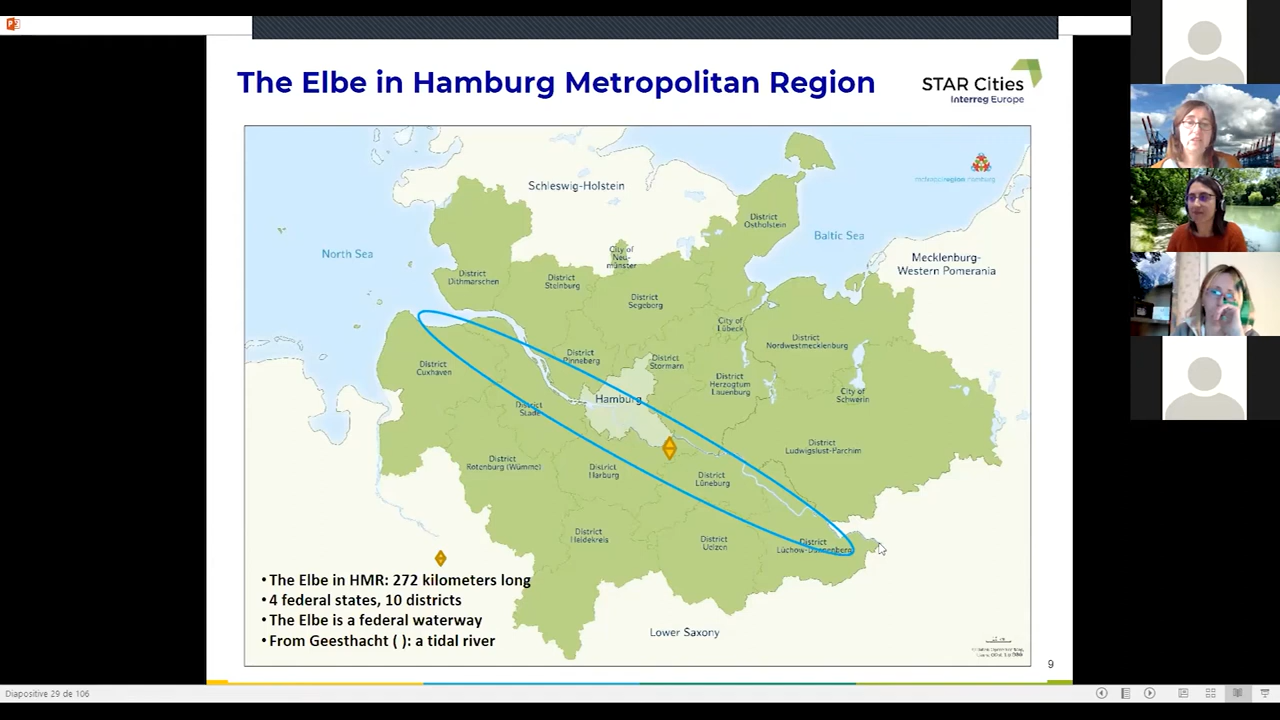 The Elbe in Hamburg Metropolitan Region
STAR Cities
Interreg Europe
metropolregion hamburg
Schleswig-Holstein
District
Ostholstein
Baltic Sea
North Sea
City of
Neu-
münster
Mecklenburg-
Western Pomerania
District
Dithmarschen
District
Steinburg
District
Segeberg
City of
Lübeck
District
Nordwestmecklenburg
District
Pinneberg
District
Stormarn
District
Cuxhaven
District
Herzogtum
Lauenburg
City of
Schwerin
Hamburg
District
Stade
District
Ludwigslust-Parchim
District
Rotenburg (Wümme)
District
Harburg
District
Lüneburg
District
Heidekreis
District
Uelzen
District
Lüchow-Dannenberg
Lower Saxony
• The Elbe in HMR: 272 kilometers long
• 4 federal states, 10 districts
• The Elbe is a federal waterway
• From Geesthacht ( ): a tidal river
9
Diapositive 29 de 106